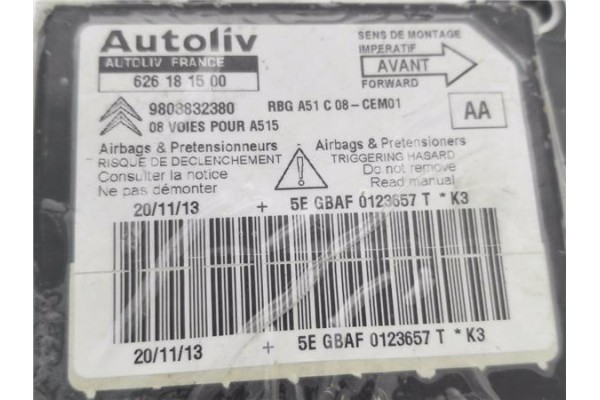 Autoliv
AUTOLIV FRANCE
626 18 15 00
SENS DE MONTAGE
IMPERATIF
AVANT
FORWARD
9803832380 RBG A51 C 08-CEM01
08 VOIES POUR A515
AA
Airbags & Pretensionneurs
RISQUE DE DECLENCHEMENT
Consulter la notice
Ne pas démonter
Airbags & Pretensioners
TRIGGERING HASARD
Do not remove
Read manual
20/11/13 + 5E GBAF 0123657 T * K3
20/11/13 + 5E GBAF 0123657 T * K3